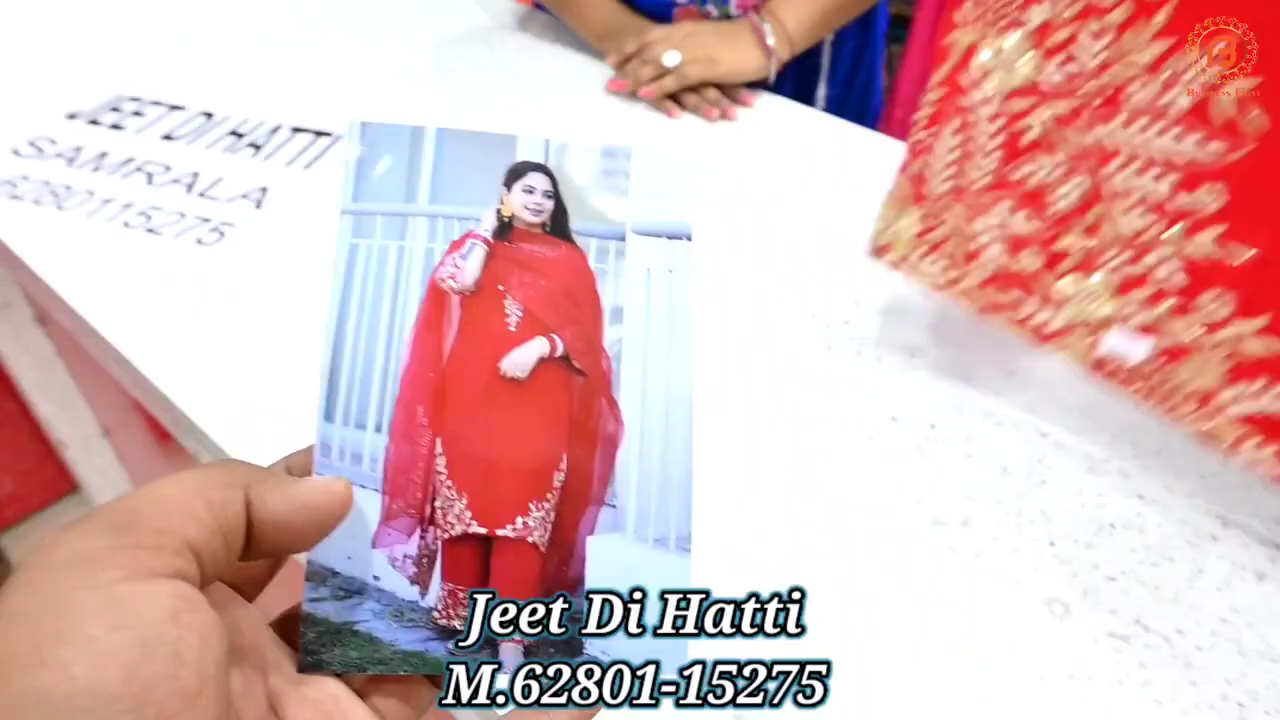 JEET DI HATTI
SAMRALA
6280115275
Jeet Di Hatti
M.62801-15275